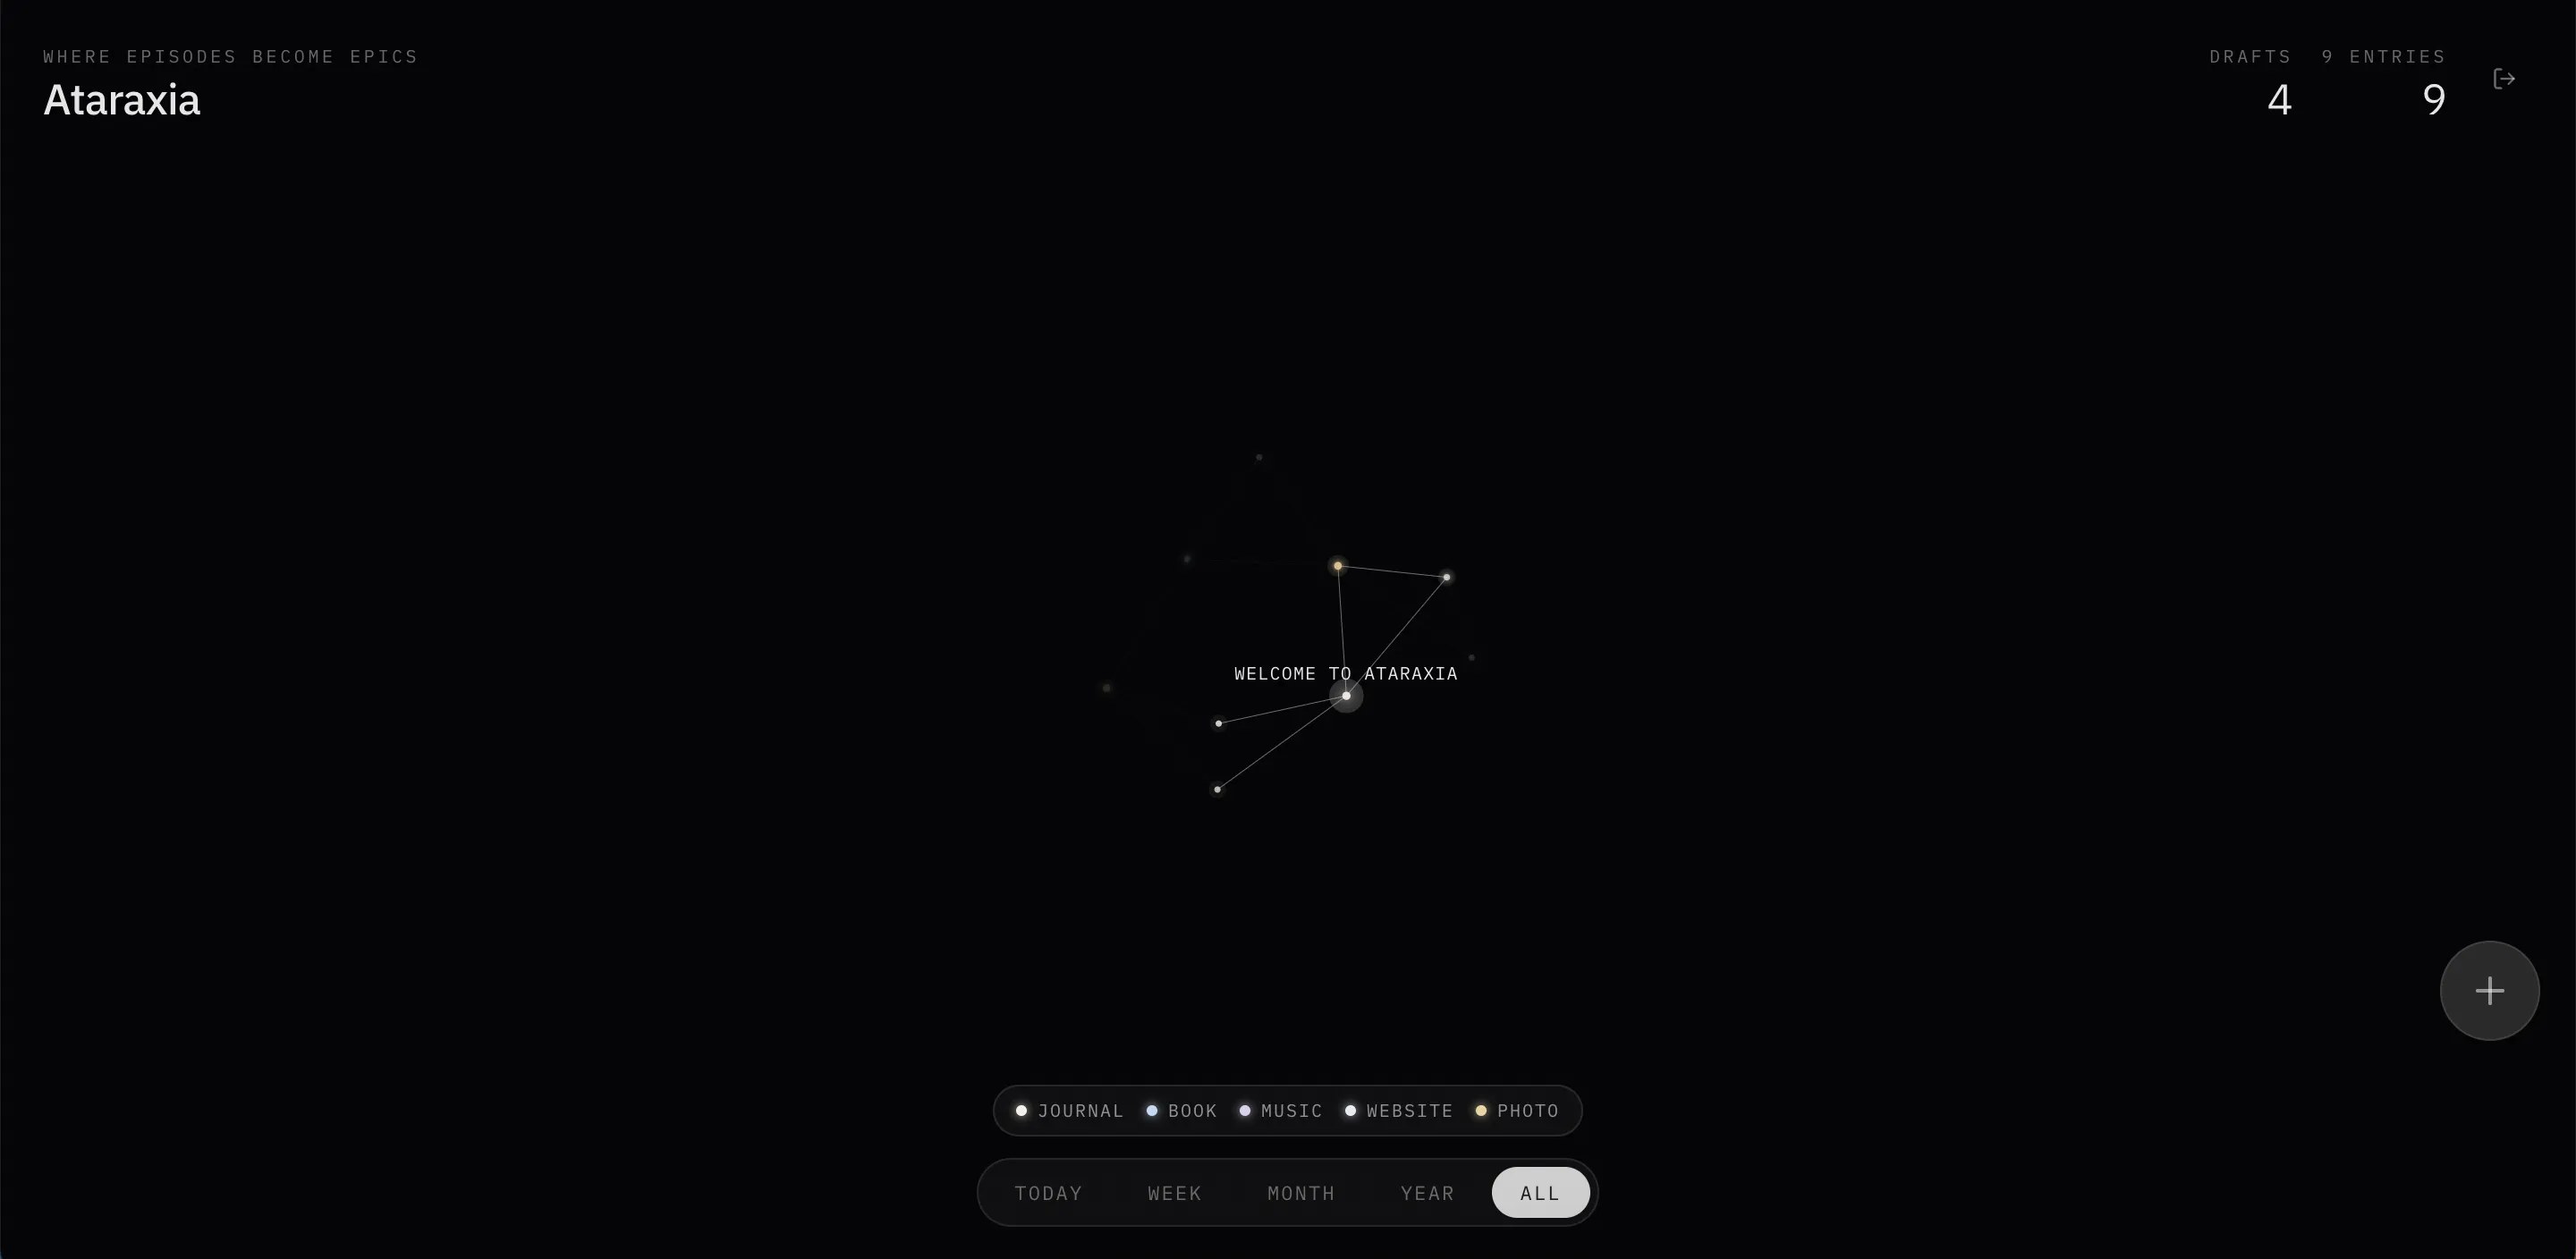 WHERE EPISODES BECOME EPICS
Ataraxia
DRAFTS 9 ENTRIES
4 9
WELCOME TO ATARAXIA
JOURNAL BOOK MUSIC WEBSITE PHOTO
TODAY WEEK MONTH YEAR ALL